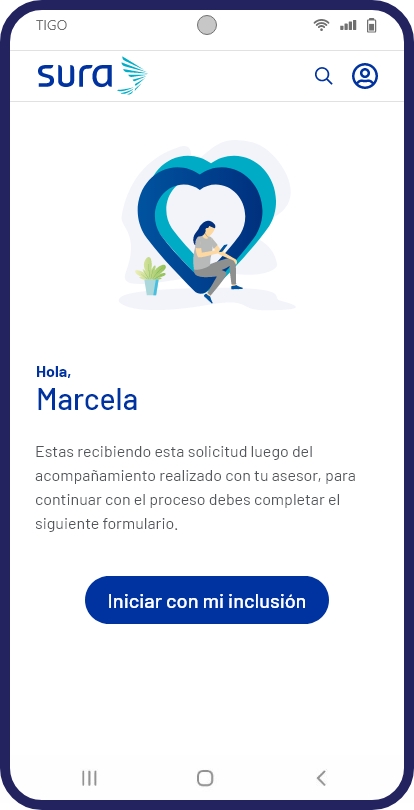 TIGO
sura
Hola,
Marcela
Estas recibiendo esta solicitud luego del
acompañamiento realizado con tu asesor, para
continuar con el proceso debes completar el
siguiente formulario.
Iniciar con mi inclusión